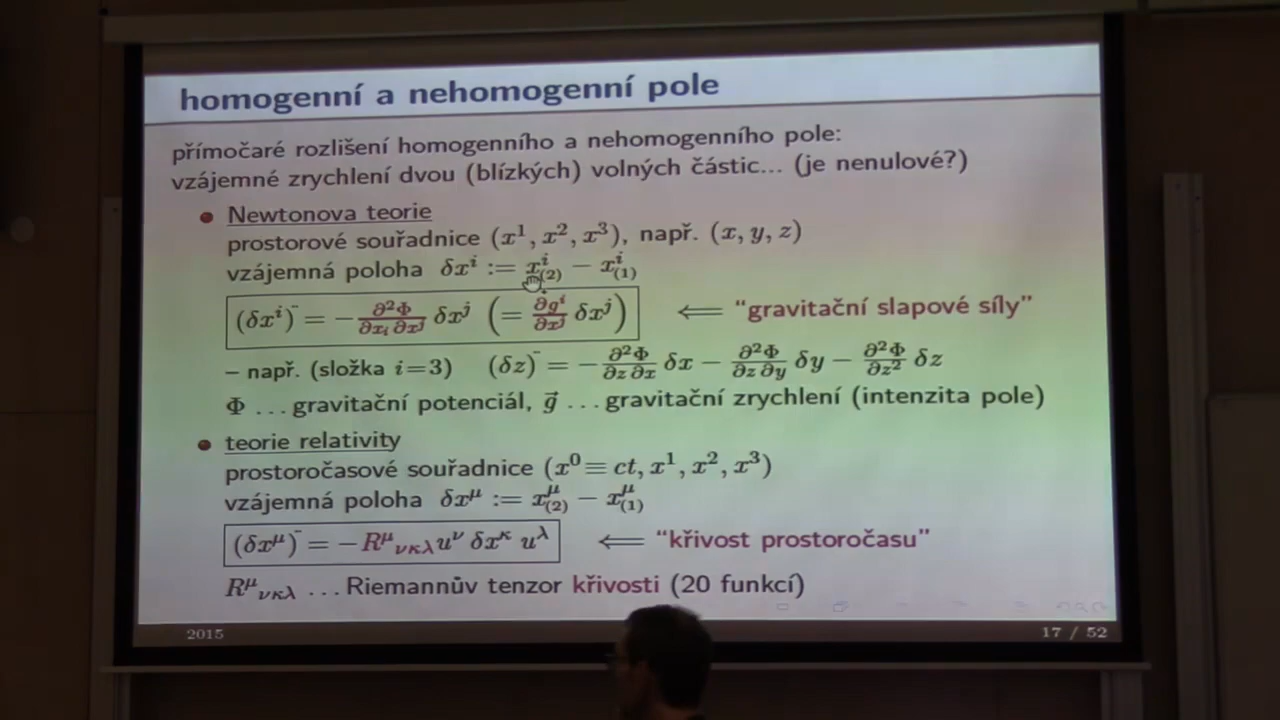 homogenní a nehomogenní pole
přímočaré rozlišení homogenního a nehomogenního pole:
vzájemné zrychlení dvou (blízkých) volných částic... (je nenulové?)
• Newtonova teorie
prostorové souřadnice (x¹, x², x³), např. (x, y, z)
vzájemná poloha δxⁱ := xⁱ₍₂₎ − xⁱ₍₁₎
(δxⁱ)¨ = −∂²Φ/∂xᵢ∂xʲ δxʲ (= ∂gⁱ/∂xʲ δxʲ) ⟸ “gravitační slapové síly”
– např. (složka i=3) (δz)¨ = −∂²Φ/∂z∂x δx − ∂²Φ/∂z∂y δy − ∂²Φ/∂z² δz
Φ ...gravitační potenciál, g⃗ ...gravitační zrychlení (intenzita pole)
• teorie relativity
prostoročasové souřadnice (x⁰≡ ct, x¹, x², x³)
vzájemná poloha δx^μ := x^μ₍₂₎ − x^μ₍₁₎
(δx^μ)¨ = −R^μ_νκλ u^ν δx^κ u^λ ⟸ “křivost prostoročasu”
R^μ_νκλ ...Riemannův tenzor křivosti (20 funkcí)
2015 17 / 52